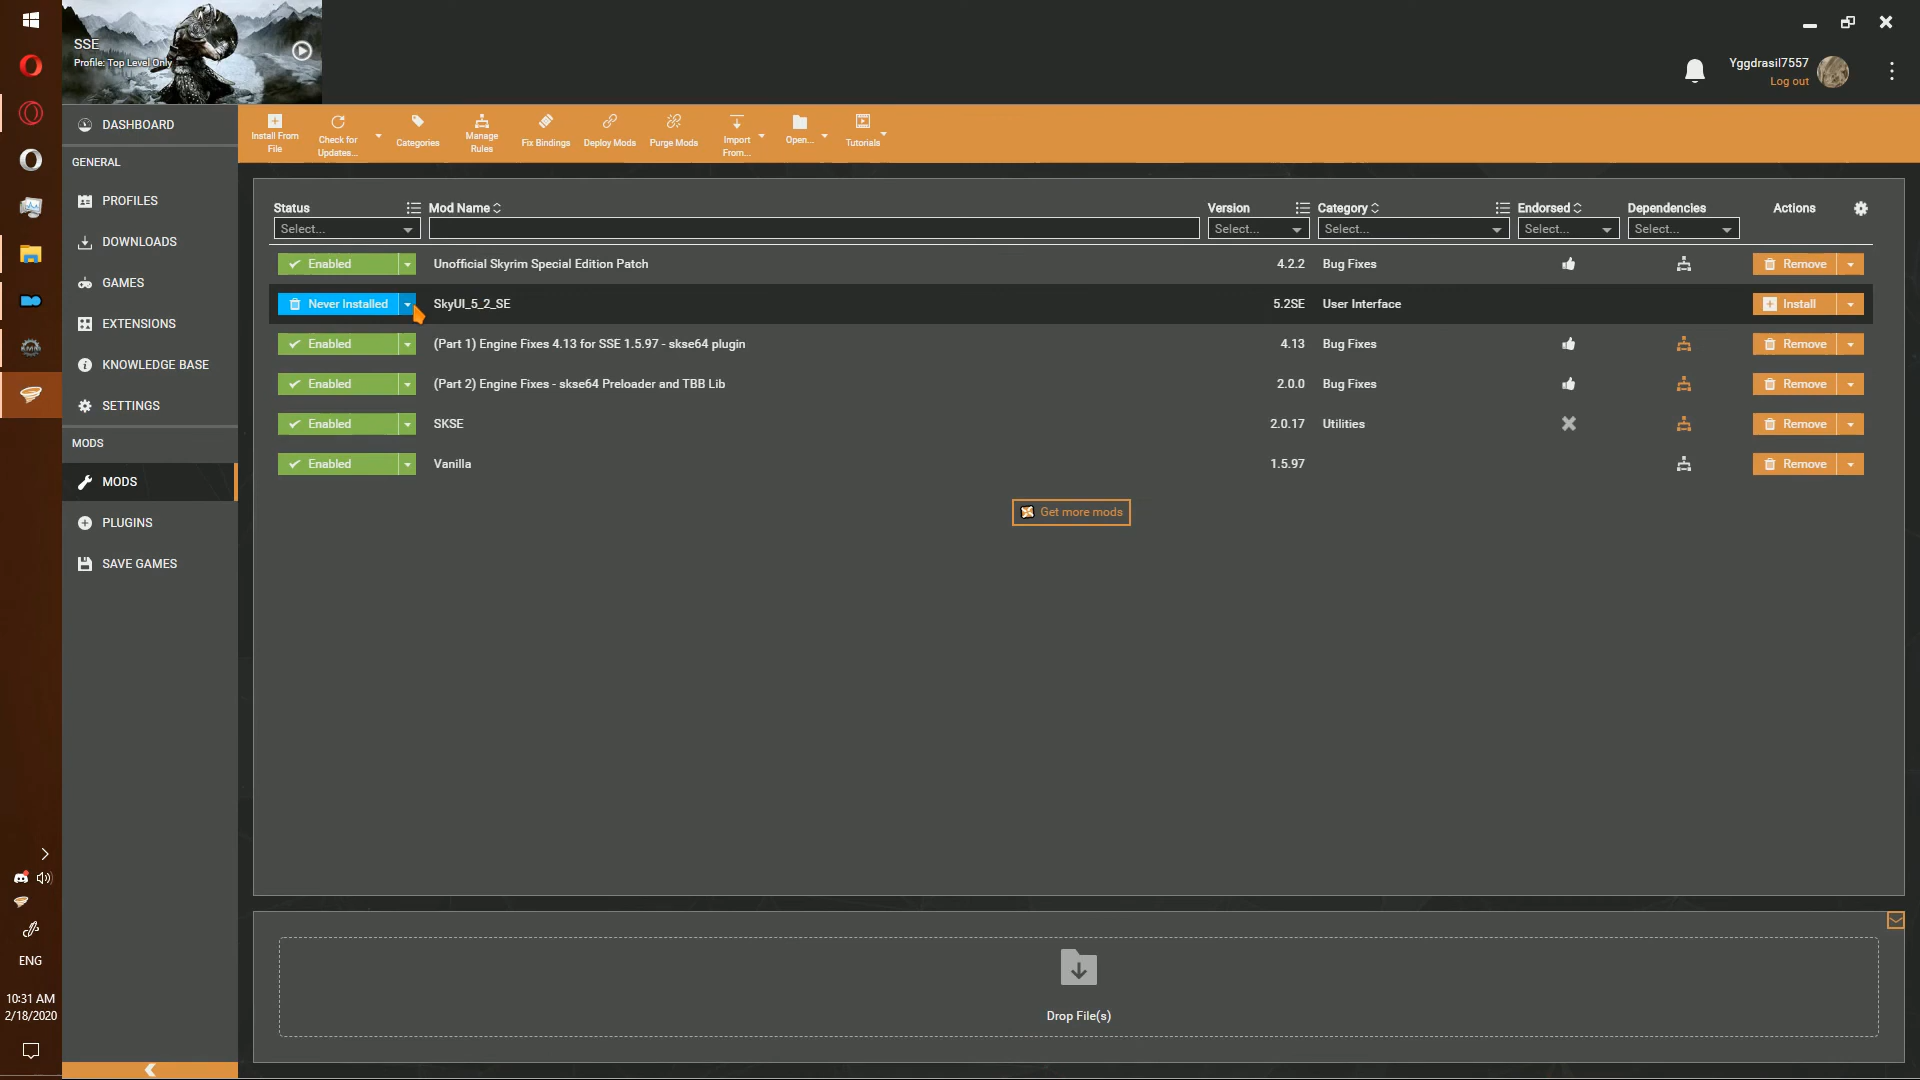 SSE
Profile: Top Level Only
Yggdrasil7557
Log out
DASHBOARD
GENERAL
PROFILES
DOWNLOADS
GAMES
EXTENSIONS
KNOWLEDGE BASE
SETTINGS
MODS
MODS
PLUGINS
SAVE GAMES
Install From
File
Check for
Updates...
Categories
Manage
Rules
Fix Bindings
Deploy Mods
Purge Mods
Import
From...
Open...
Tutorials
Status Mod Name Version Category Endorsed Dependencies Actions
Select... Select... Select... Select... Select...
Enabled Unofficial Skyrim Special Edition Patch 4.2.2 Bug Fixes Remove
Never Installed SkyUI_5_2_SE 5.2SE User Interface Install
Enabled (Part 1) Engine Fixes 4.13 for SSE 1.5.97 - skse64 plugin 4.13 Bug Fixes Remove
Enabled (Part 2) Engine Fixes - skse64 Preloader and TBB Lib 2.0.0 Bug Fixes Remove
Enabled SKSE 2.0.17 Utilities Remove
Enabled Vanilla 1.5.97 Remove
Get more mods
Drop File(s)
ENG
10:31 AM
2/18/2020